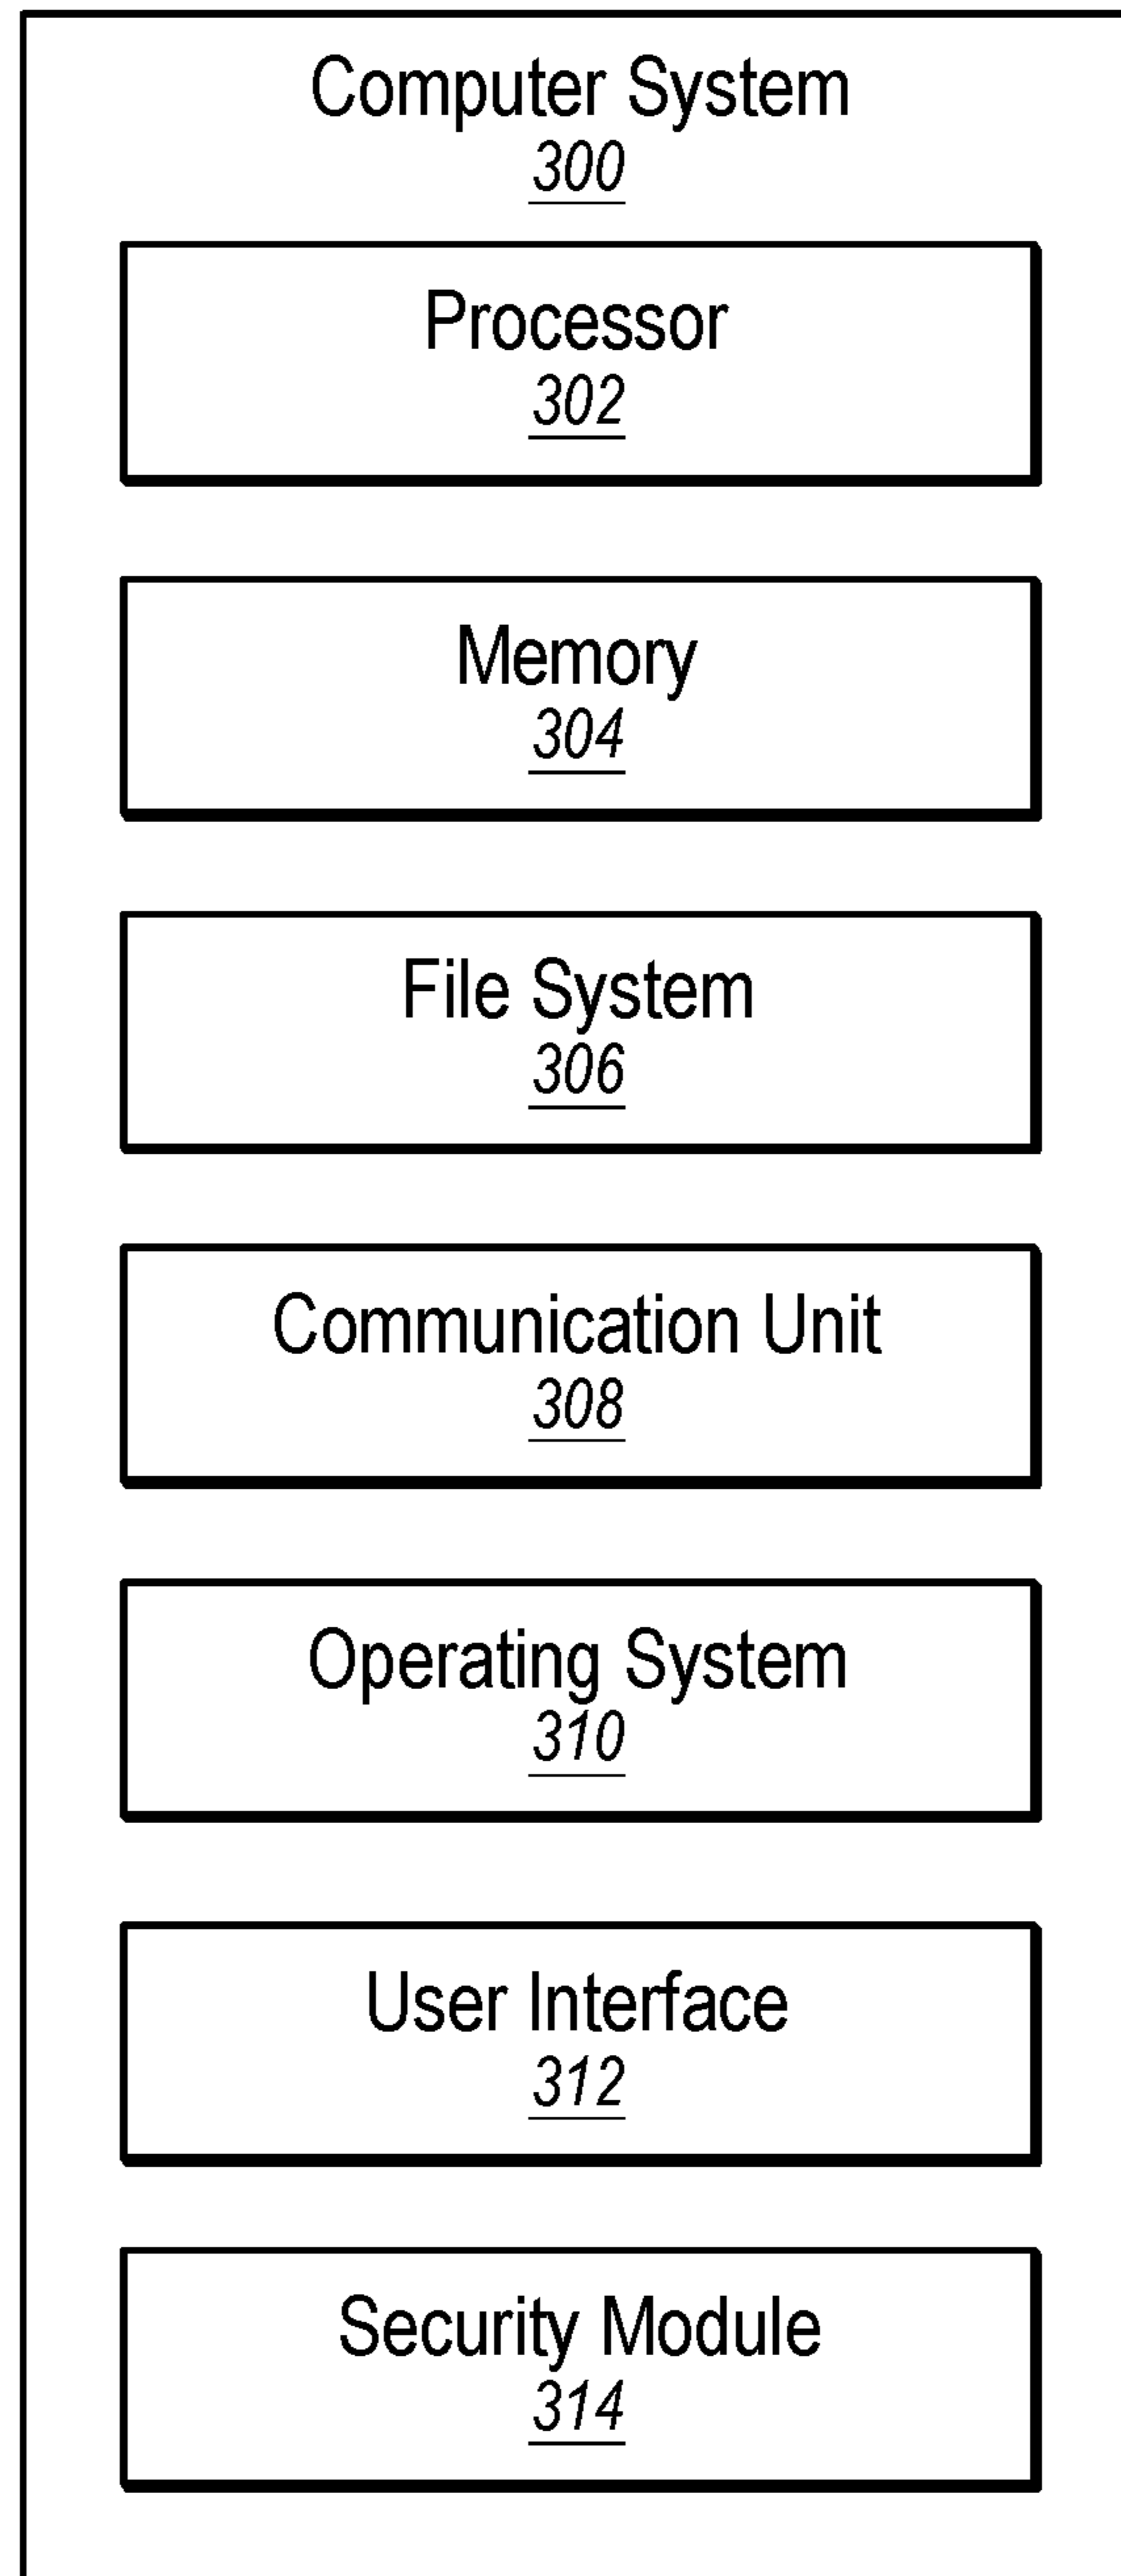 Computer System
300
Processor
302
Memory
304
File System
306
Communication Unit
308
Operating System
310
User Interface
312
Security Module
314